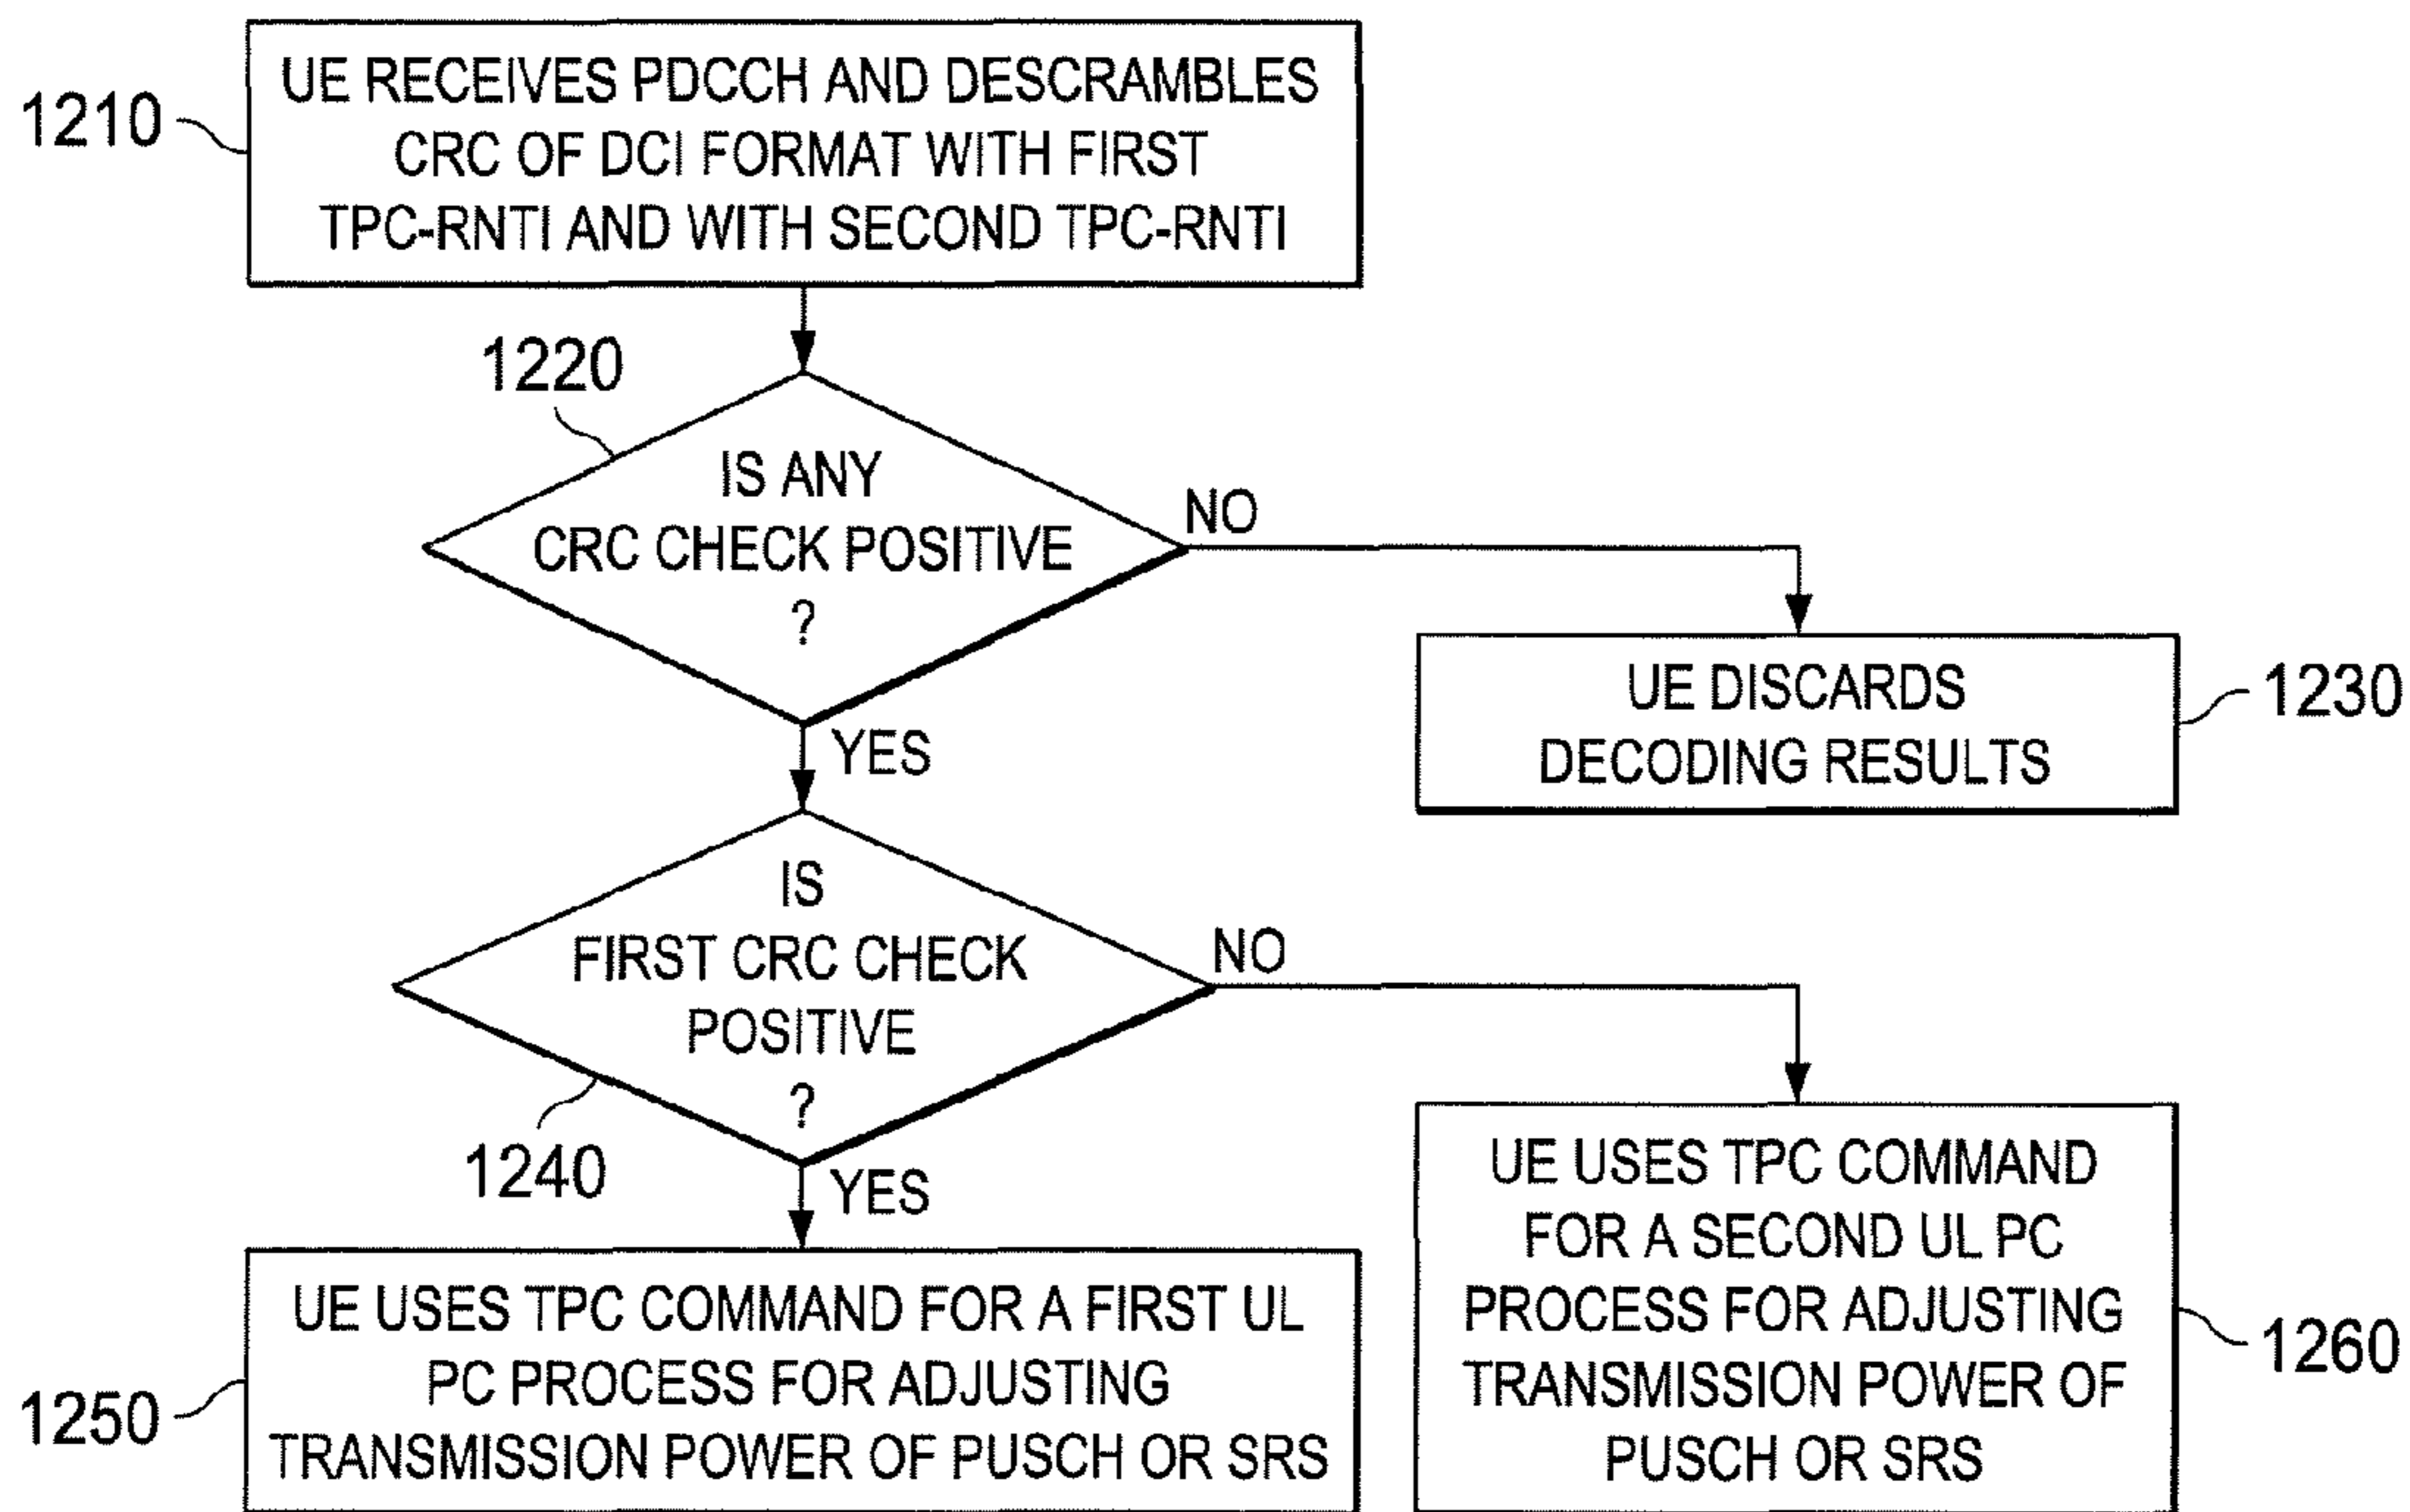 1210
UE RECEIVES PDCCH AND DESCRAMBLES
CRC OF DCI FORMAT WITH FIRST
TPC-RNTI AND WITH SECOND TPC-RNTI
1220
IS ANY
CRC CHECK POSITIVE
?
NO
YES
UE DISCARDS
DECODING RESULTS
1230
IS
FIRST CRC CHECK
POSITIVE
?
NO
1240
YES
1250
UE USES TPC COMMAND FOR A FIRST UL
PC PROCESS FOR ADJUSTING
TRANSMISSION POWER OF PUSCH OR SRS
UE USES TPC COMMAND
FOR A SECOND UL PC
PROCESS FOR ADJUSTING
TRANSMISSION POWER OF
PUSCH OR SRS
1260